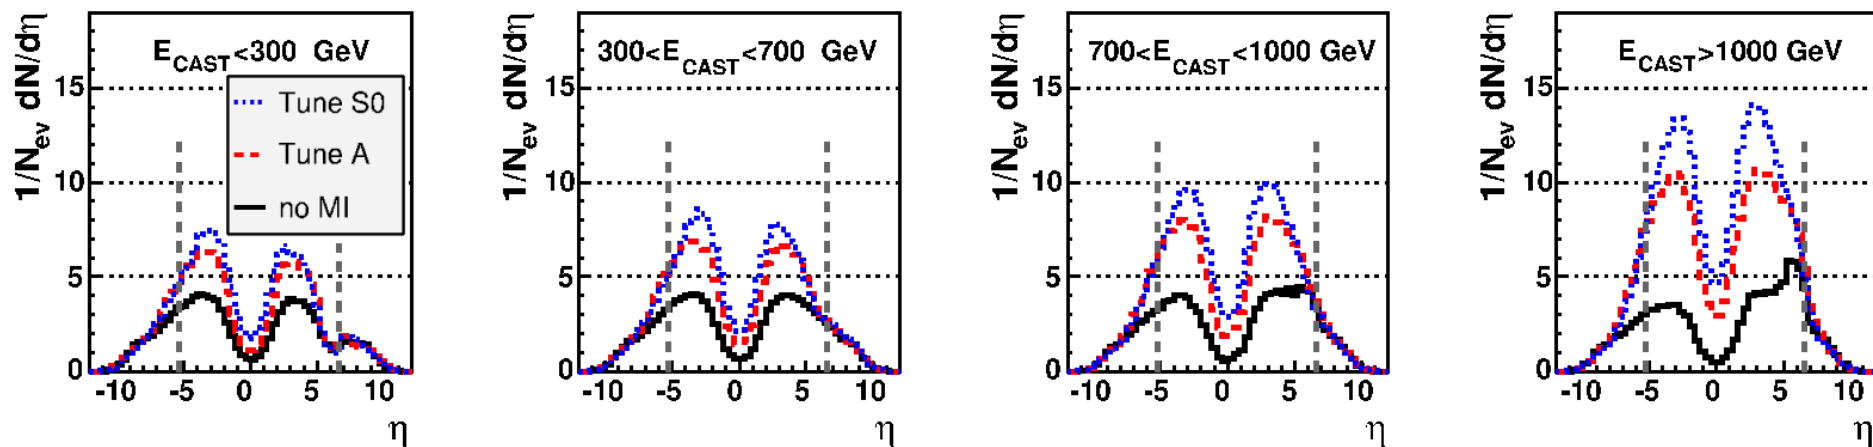 1/N_ev dN/dη
E_CAST<300 GeV
15
Tune S0
10
Tune A
no MI
5
0
-10 -5 0 5 10
η
1/N_ev dN/dη
300<E_CAST<700 GeV
15
10
5
0
-10 -5 0 5 10
η
1/N_ev dN/dη
700<E_CAST<1000 GeV
15
10
5
0
-10 -5 0 5 10
η
1/N_ev dN/dη
E_CAST>1000 GeV
15
10
5
0
-10 -5 0 5 10
η